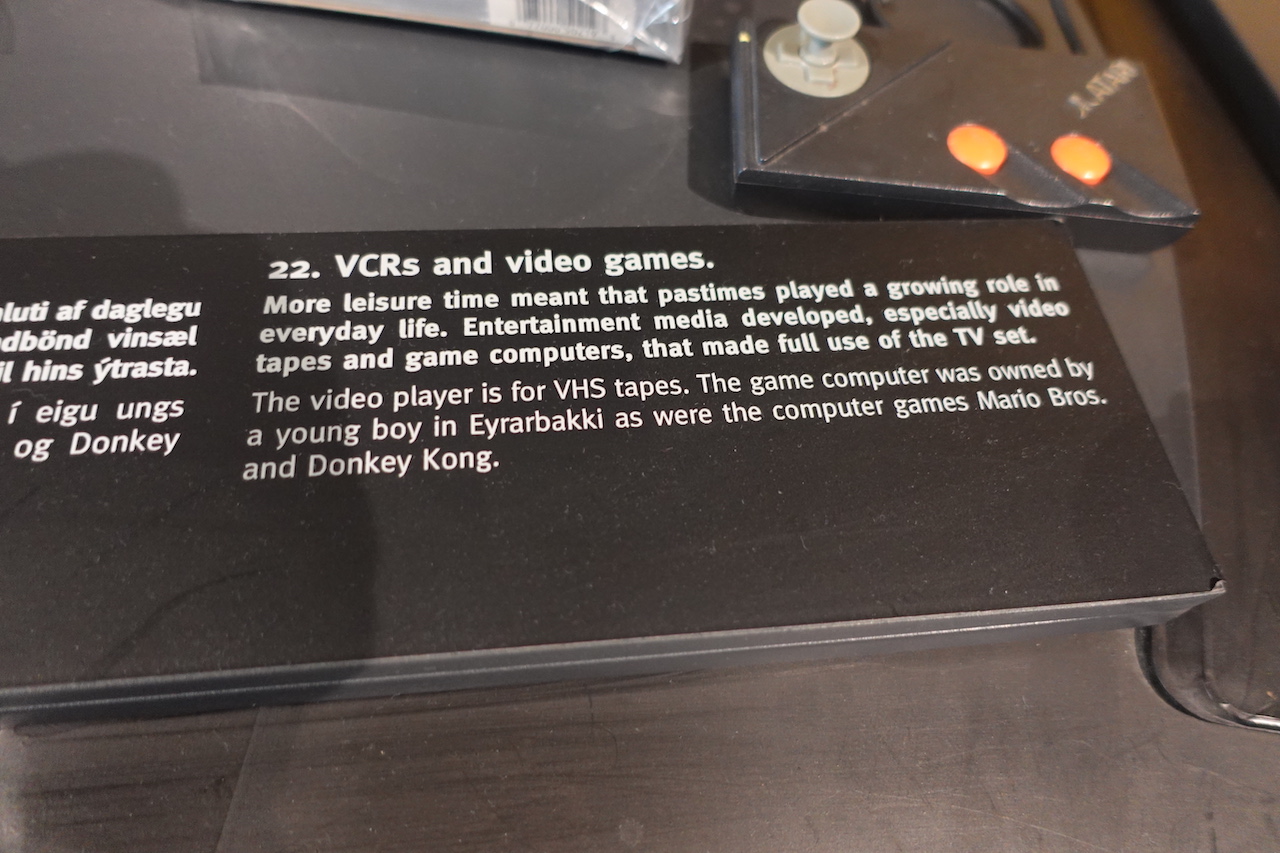 ATARI
daglegu
vinsæl
hins ýtrasta.
í eigu ungs
og Donkey
22. VCRs and video games.
More leisure time meant that pastimes played a growing role in
everyday life. Entertainment media developed, especially video
tapes and game computers, that made full use of the TV set.
The video player is for VHS tapes. The game computer was owned by
a young boy in Eyrarbakki as were the computer games Mario Bros.
and Donkey Kong.